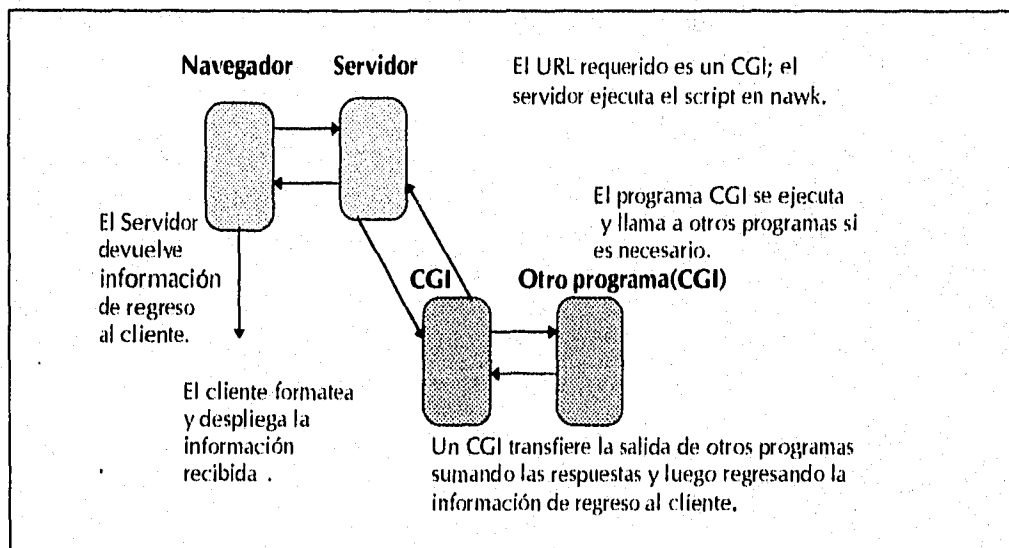 Navegador Servidor
El URL requerido es un CGI; el
servidor ejecuta el script en nawk.
El programa CGI se ejecuta
y llama a otros programas si
es necesario.
El Servidor
devuelve
información
de regreso
al cliente.
CGI Otro programa(CGI)
El cliente formatea
y despliega la
información
recibida .
Un CGI transfiere la salida de otros programas
sumando las respuestas y luego regresando la
información de regreso al cliente.